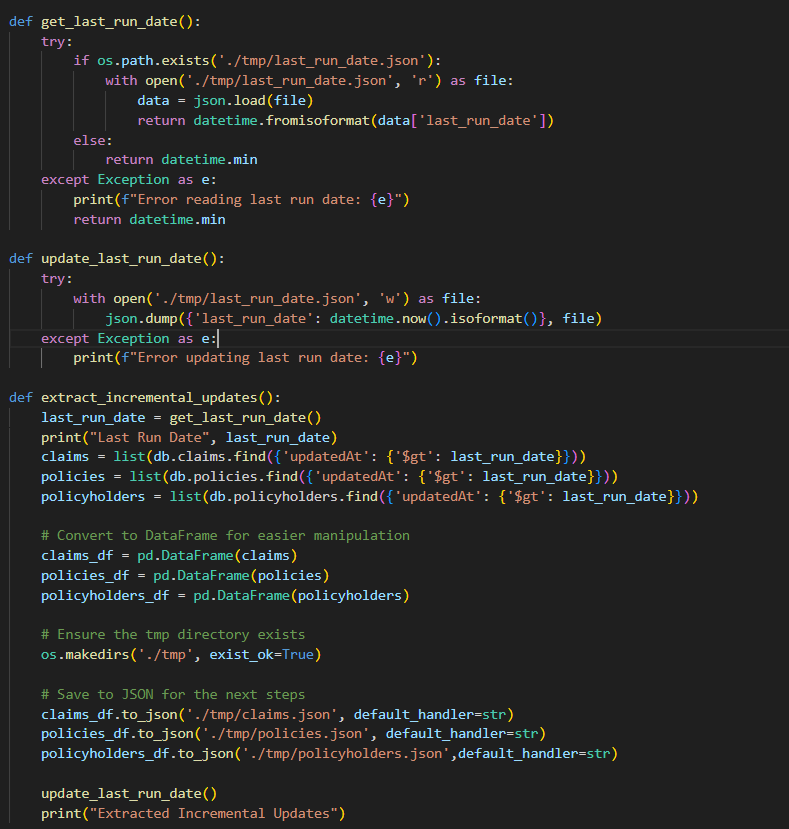 def get_last_run_date():
    try:
        if os.path.exists('./tmp/last_run_date.json'):
            with open('./tmp/last_run_date.json', 'r') as file:
                data = json.load(file)
                return datetime.fromisoformat(data['last_run_date'])
        else:
            return datetime.min
    except Exception as e:
        print(f"Error reading last run date: {e}")
        return datetime.min

def update_last_run_date():
    try:
        with open('./tmp/last_run_date.json', 'w') as file:
            json.dump({'last_run_date': datetime.now().isoformat()}, file)
    except Exception as e:
        print(f"Error updating last run date: {e}")

def extract_incremental_updates():
    last_run_date = get_last_run_date()
    print("Last Run Date", last_run_date)
    claims = list(db.claims.find({'updatedAt': {'$gt': last_run_date}}))
    policies = list(db.policies.find({'updatedAt': {'$gt': last_run_date}}))
    policyholders = list(db.policyholders.find({'updatedAt': {'$gt': last_run_date}}))

    # Convert to DataFrame for easier manipulation
    claims_df = pd.DataFrame(claims)
    policies_df = pd.DataFrame(policies)
    policyholders_df = pd.DataFrame(policyholders)

    # Ensure the tmp directory exists
    os.makedirs('./tmp', exist_ok=True)

    # Save to JSON for the next steps
    claims_df.to_json('./tmp/claims.json', default_handler=str)
    policies_df.to_json('./tmp/policies.json', default_handler=str)
    policyholders_df.to_json('./tmp/policyholders.json',default_handler=str)

    update_last_run_date()
    print("Extracted Incremental Updates")